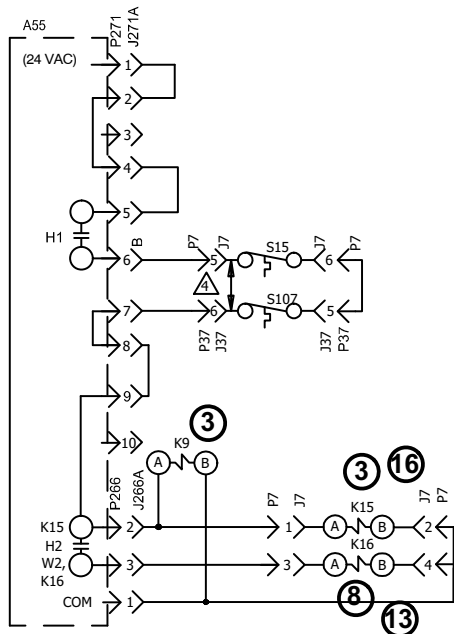 A55
(24 VAC)
P271
J271A
1
2
3
4
5
H1
6
B
P7
5
J7
S15
J7
6
P7
4
S107
7
6
5
P37
J37
J37
P37
8
9
10
3
K9
A
B
P266
J266A
3
16
P7
J7
K15
J7
P7
K15
2
1
A
B
2
H2
K16
W2,
3
3
A
B
4
K16
8
COM
1
13